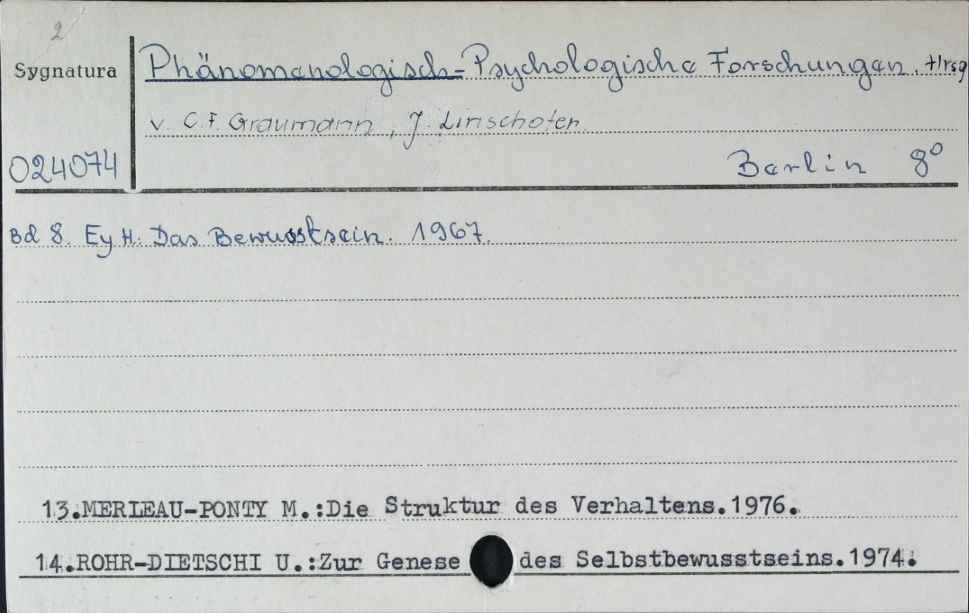 2
Sygnatura
Phänomenologisch-Psychologische Forschungen. Hrsg
v. C.F. Graumann, J. Linschoten.
024074
Berlin 8°
Bd 8. Ey H. Das Bewusstsein. 1967.
13.MERLEAU-PONTY M.:Die Struktur des Verhaltens.1976.
14.ROHR-DIETSCHI U.:Zur Genese des Selbstbewusstseins.1974.